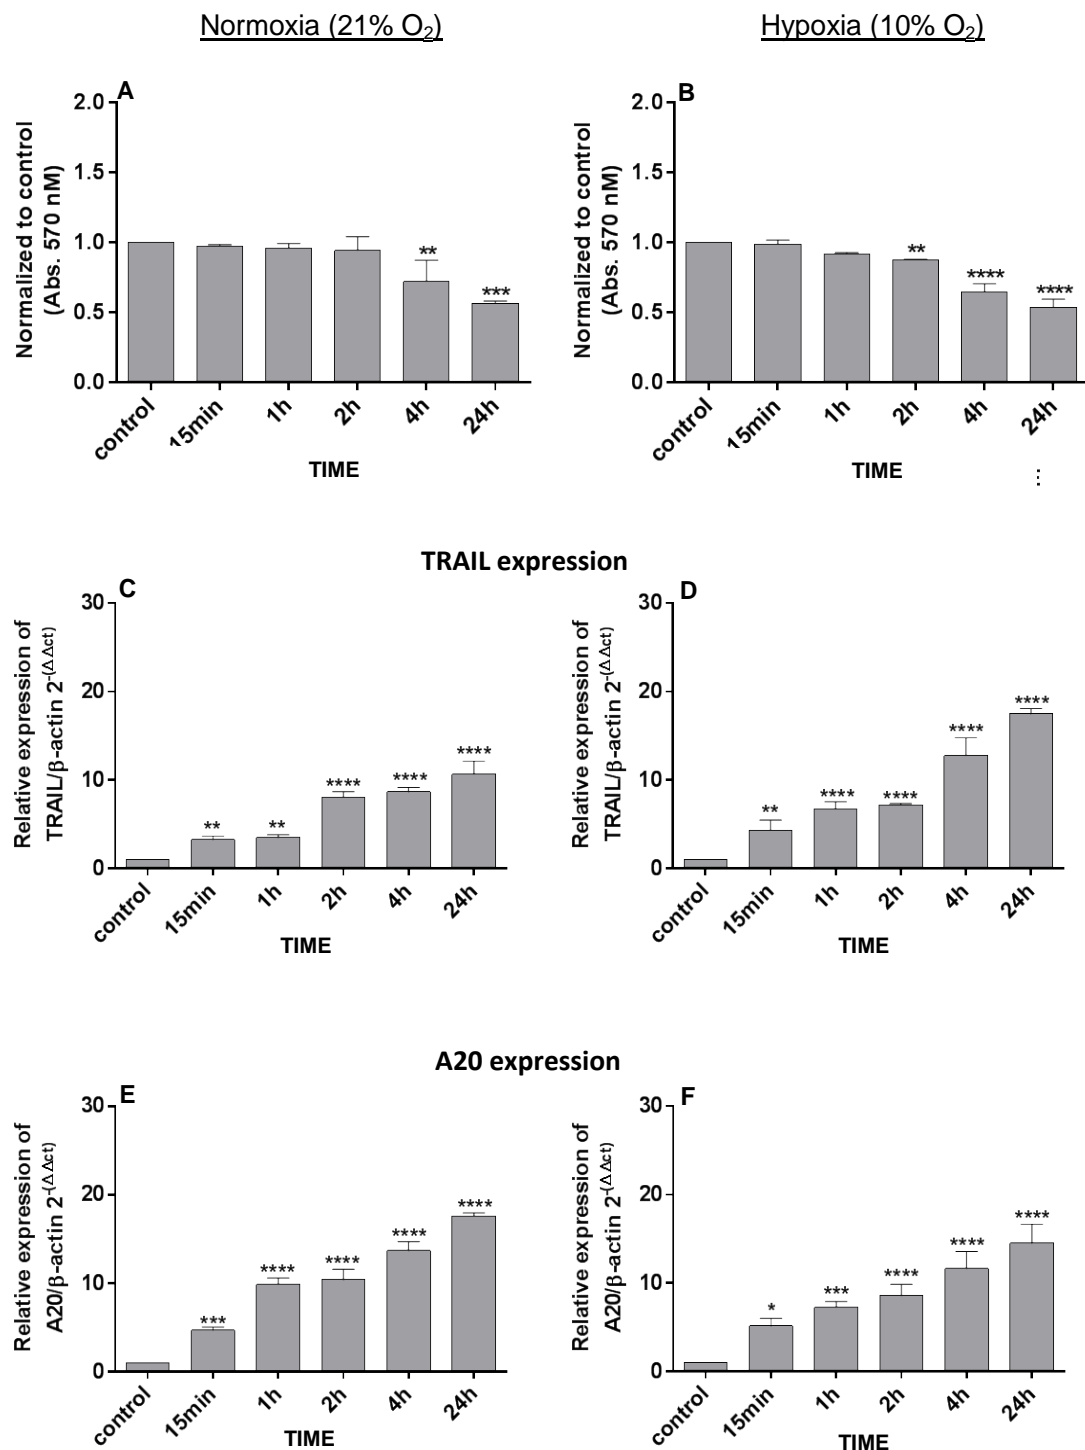 Normoxia (21% O₂)
Hypoxia (10% O₂)
A
Normalized to control
(Abs. 570 nM)
2.0
1.5
1.0
0.5
0.0
**
***
control
15min
1h
2h
4h
24h
TIME
B
Normalized to control
(Abs. 570 nM)
2.0
1.5
1.0
0.5
0.0
**
****
****
control
15min
1h
2h
4h
24h
TIME
TRAIL expression
C
Relative expression of
TRAIL/β-actin 2^-(ΔΔct)
30
20
10
0
**
**
****
****
****
control
15min
1h
2h
4h
24h
TIME
D
Relative expression of
TRAIL/β-actin 2^-(ΔΔct)
30
20
10
0
**
****
****
****
****
control
15min
1h
2h
4h
24h
TIME
A20 expression
E
Relative expression of
A20/β-actin 2^-(ΔΔct)
30
20
10
0
***
****
****
****
****
control
15min
1h
2h
4h
24h
TIME
F
Relative expression of
A20/β-actin 2^-(ΔΔct)
30
20
10
0
*
***
****
****
****
control
15min
1h
2h
4h
24h
TIME